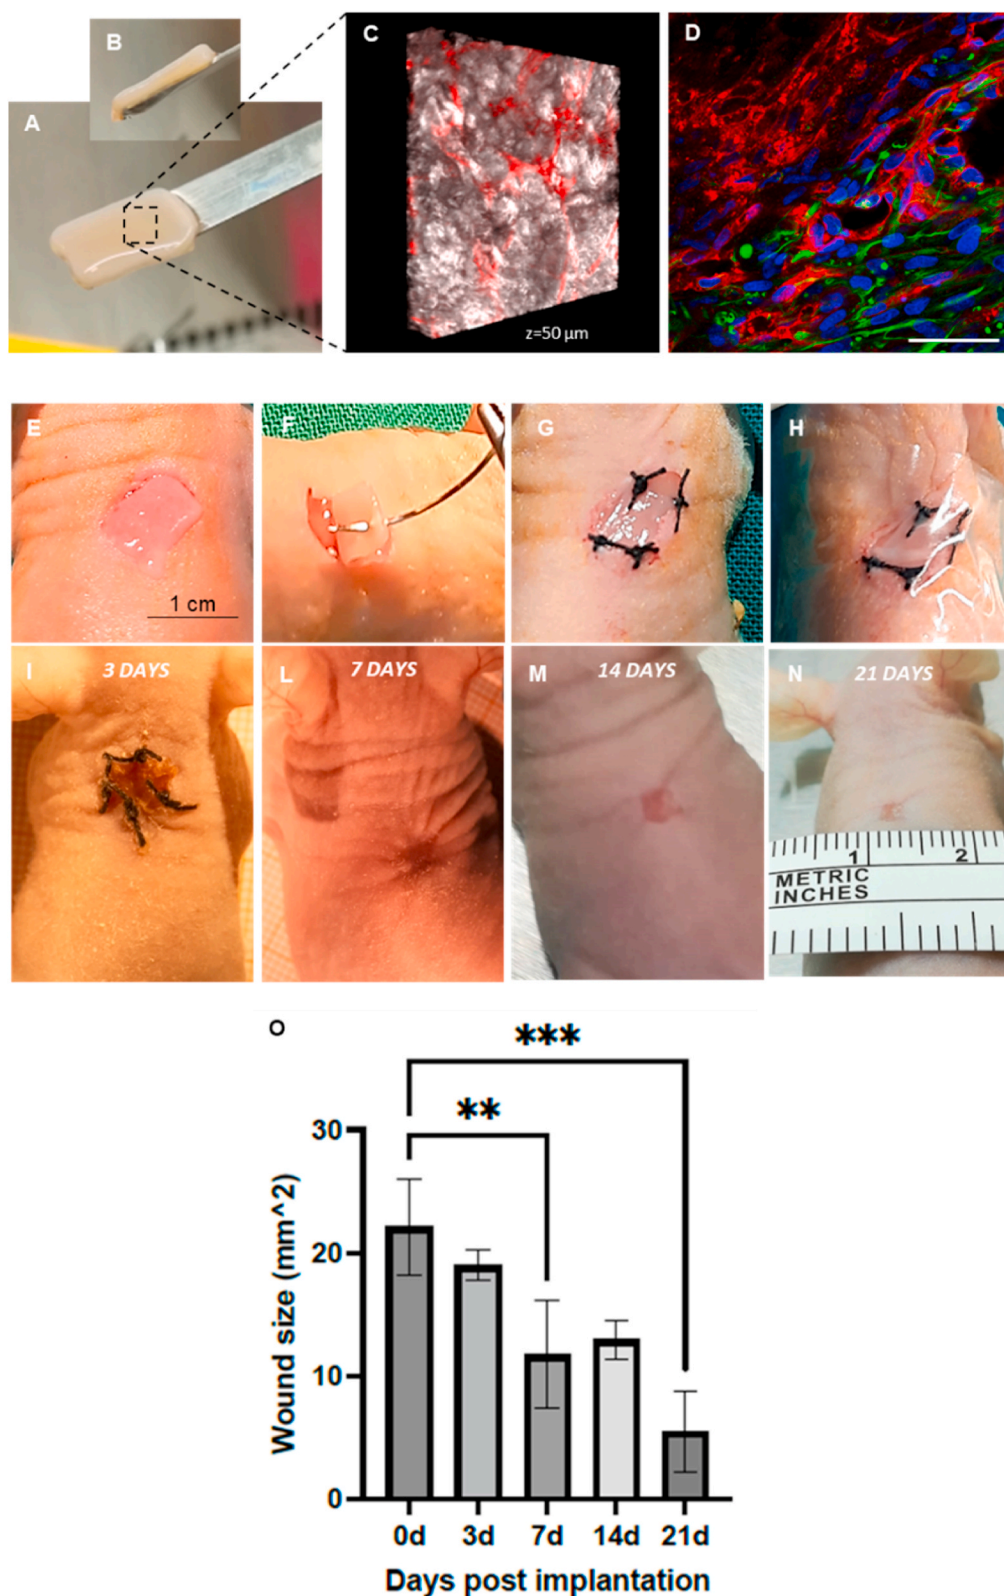 B
A
C
D
z=50 μm
E
F
G
H
1 cm
I
3 DAYS
L
7 DAYS
M
14 DAYS
N
21 DAYS
1
2
METRIC
INCHES
O
***
**
30
20
10
0
Wound size (mm^2)
0d 3d 7d 14d 21d
Days post implantation